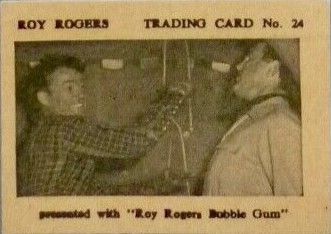 ROY ROGERS TRADING CARD No. 24
presented with "Roy Rogers Bubble Gum"